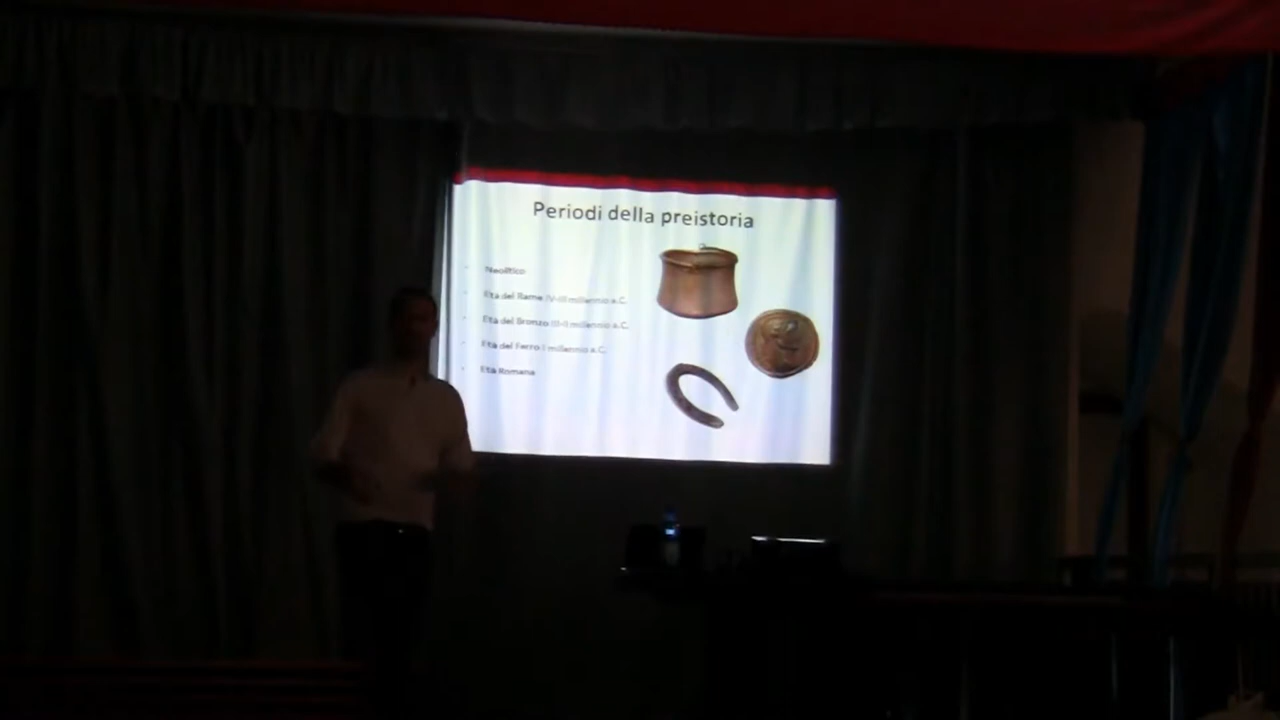 Periodi della preistoria
Neolitico
Età del Rame IV-III millennio a.C.
Età del Bronzo III-II millennio a.C.
Età del Ferro I millennio a.C.
Età Romana